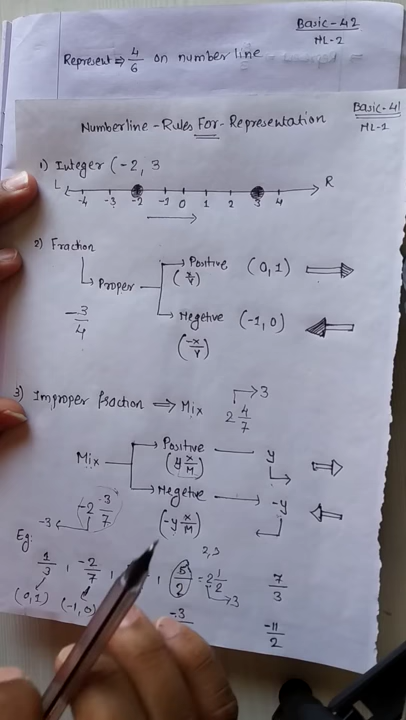 Basic-42
NL-2
Represent ⇒ 4/6 on number line
Basic-41
NL-1
Numberline - Rules For - Representation
1) Integer (-2, 3
L -4 -3 -2 -1 0 1 2 3 4 R
2) Fraction
Proper
Positive (0,1)
(x/y)
Negetive (-1,0)
(-x/y)
-3/4
3) Improper fraction ⇒ Mix 2 4/7 → 3
Mix
Positive y
(y x/M)
Negetive -y
(-y x/M)
-2 -3/7
-3
Eg:
2,3
1/3 , -2/7 , , 5/2 = 2 1/2 7/3
→ 3
(0,1) (-1,0)
-3 -11/2